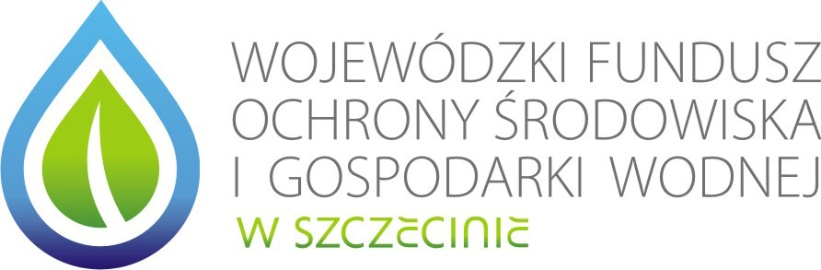 WOJEWÓDZKI FUNDUSZ
OCHRONY ŚRODOWISKA
I GOSPODARKI WODNEJ
W SZCZECINIE